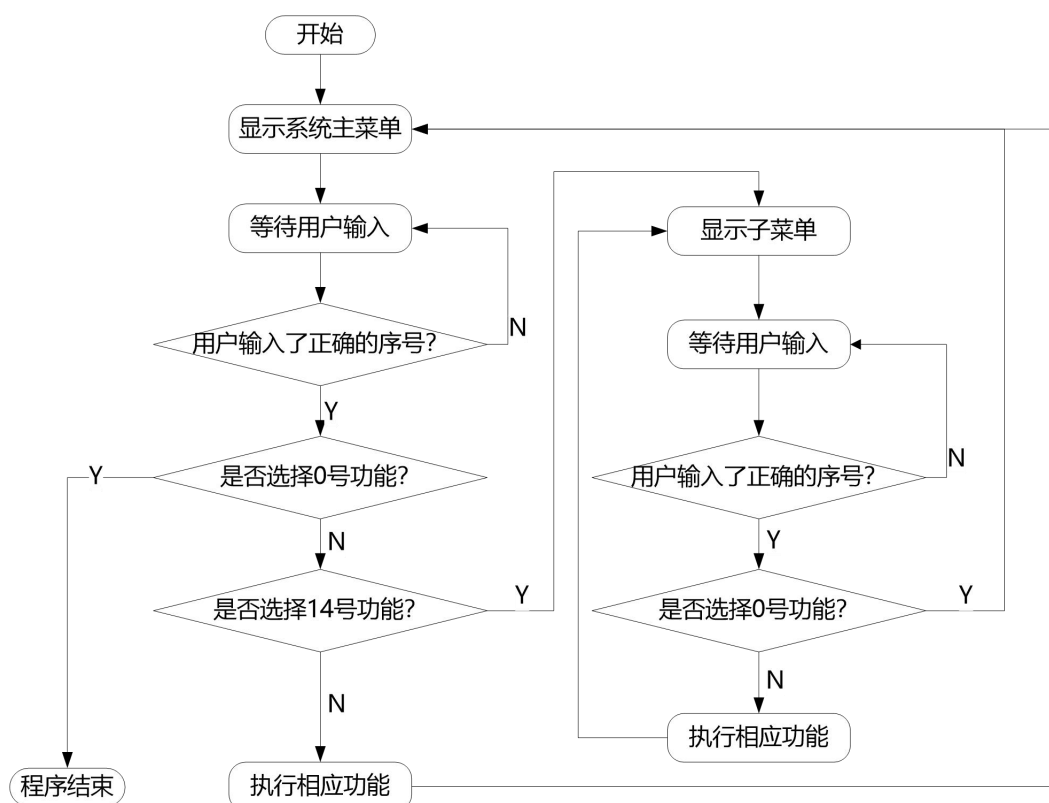 开始
显示系统主菜单
等待用户输入
用户输入了正确的序号？
N
Y
是否选择0号功能？
Y
N
是否选择14号功能？
Y
N
执行相应功能
程序结束
显示子菜单
等待用户输入
用户输入了正确的序号？
N
Y
是否选择0号功能？
Y
N
执行相应功能